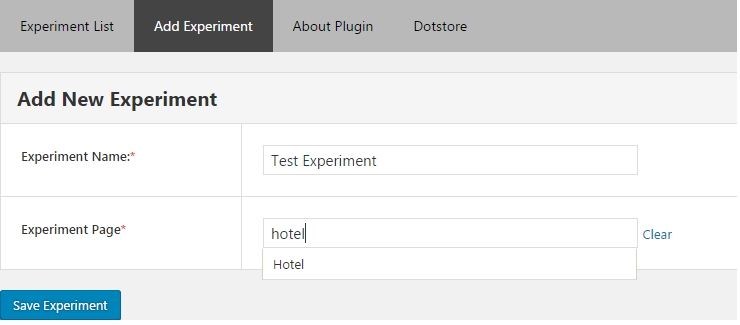 Experiment List Add Experiment About Plugin Dotstore
Add New Experiment
Experiment Name:* Test Experiment
Experiment Page* hotel Clear
Hotel
Save Experiment